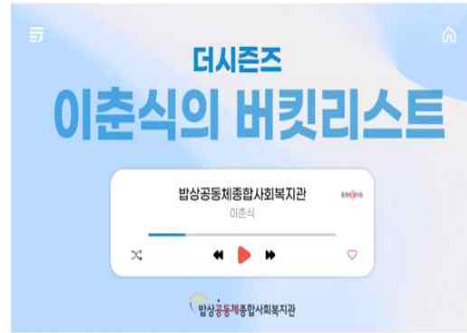 더시즌즈
이춘식의 버킷리스트
밥상공동체종합사회복지관
이춘식
밥상공동체종합사회복지관